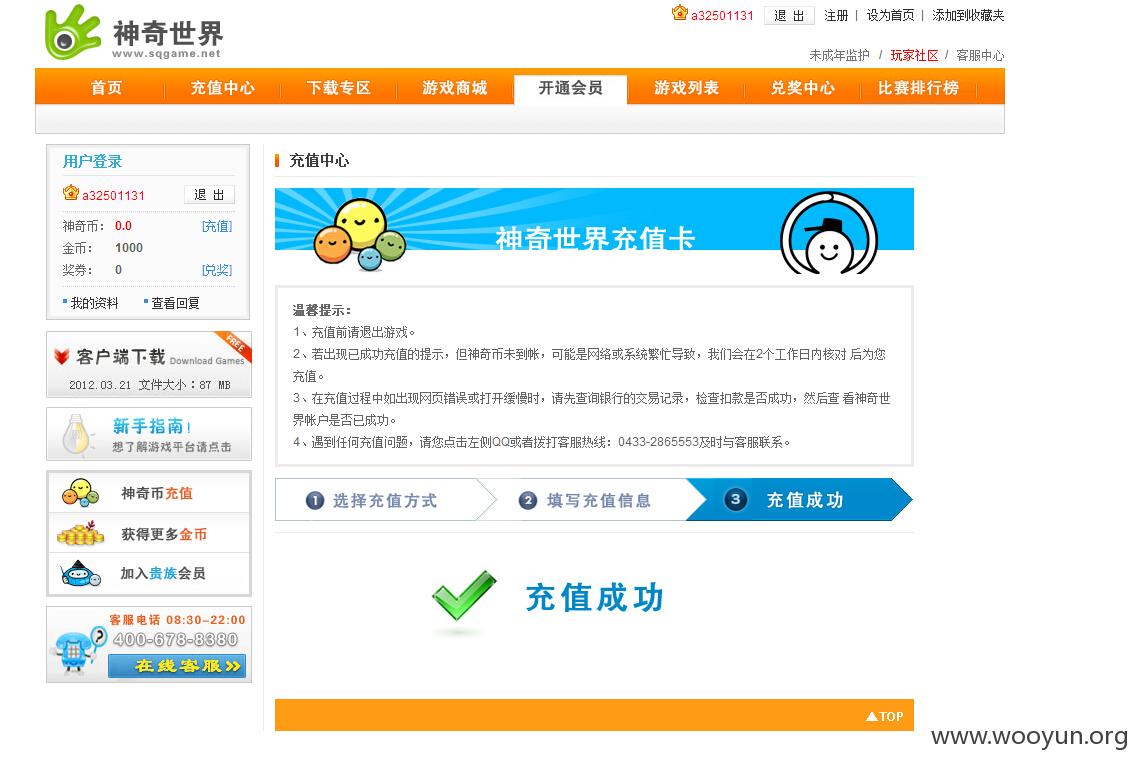 神奇世界
www.sqgame.net
a32501131 退 出 注册 | 设为首页 | 添加到收藏夹
未成年监护 / 玩家社区 / 客服中心
首页 充值中心 下载专区 游戏商城 开通会员 游戏列表 兑奖中心 比赛排行榜
用户登录
a32501131 退 出
神奇币： 0.0 [充值]
金币： 1000
奖券： 0 [兑奖]
我的资料 查看回复
客户端下载 Download Games
FREE
2012.03.21 文件大小：87 MB
新手指南!
想了解游戏平台请点击
神奇币充值
获得更多金币
加入贵族会员
客服电话 08:30-22:00
400-678-8380
在线客服
充值中心
神奇世界充值卡
温馨提示：
1、充值前请退出游戏。
2、若出现已成功充值的提示，但神奇币未到帐，可能是网络或系统繁忙导致，我们会在2个工作日内核对 后为您
充值。
3、在充值过程中如出现网页错误或打开缓慢时，请先查询银行的交易记录，检查扣款是否成功，然后查 看神奇世
界帐户是否已成功。
4、遇到任何充值问题，请您点击左侧QQ或者拨打客服热线：0433-2865553及时与客服联系。
1 选择充值方式 2 填写充值信息 3 充值成功
充值成功
TOP
www.wooyun.org